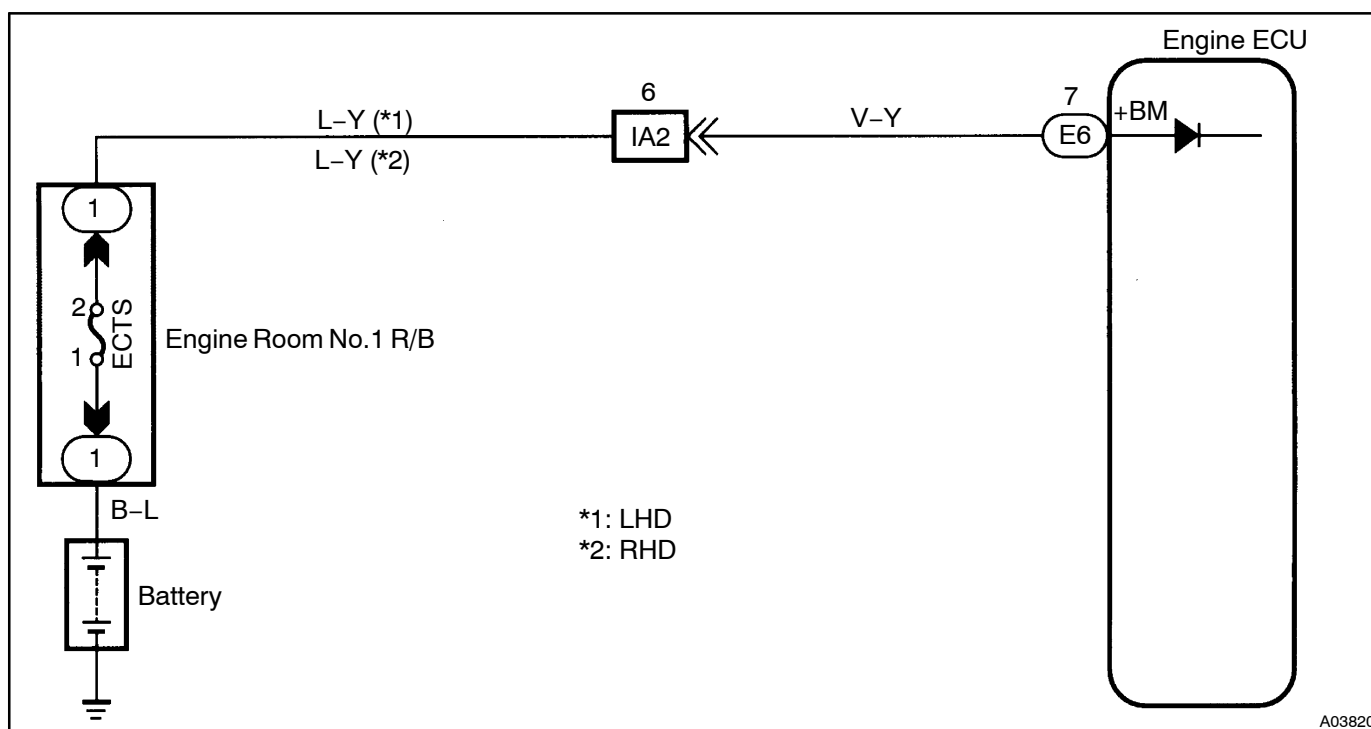 Engine ECU
6
7
L–Y (*1)
V–Y
+BM
IA2
E6
L–Y (*2)
1
2
ECTS
Engine Room No.1 R/B
1
1
B–L
*1: LHD
*2: RHD
Battery
A03820